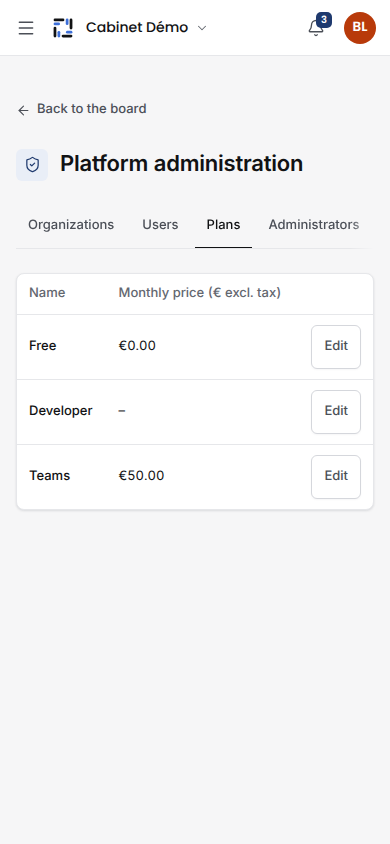 Cabinet Démo
3
BL
Back to the board
Platform administration
Organizations Users Plans Administrators
Name Monthly price (€ excl. tax)
Free €0.00 Edit
Developer – Edit
Teams €50.00 Edit